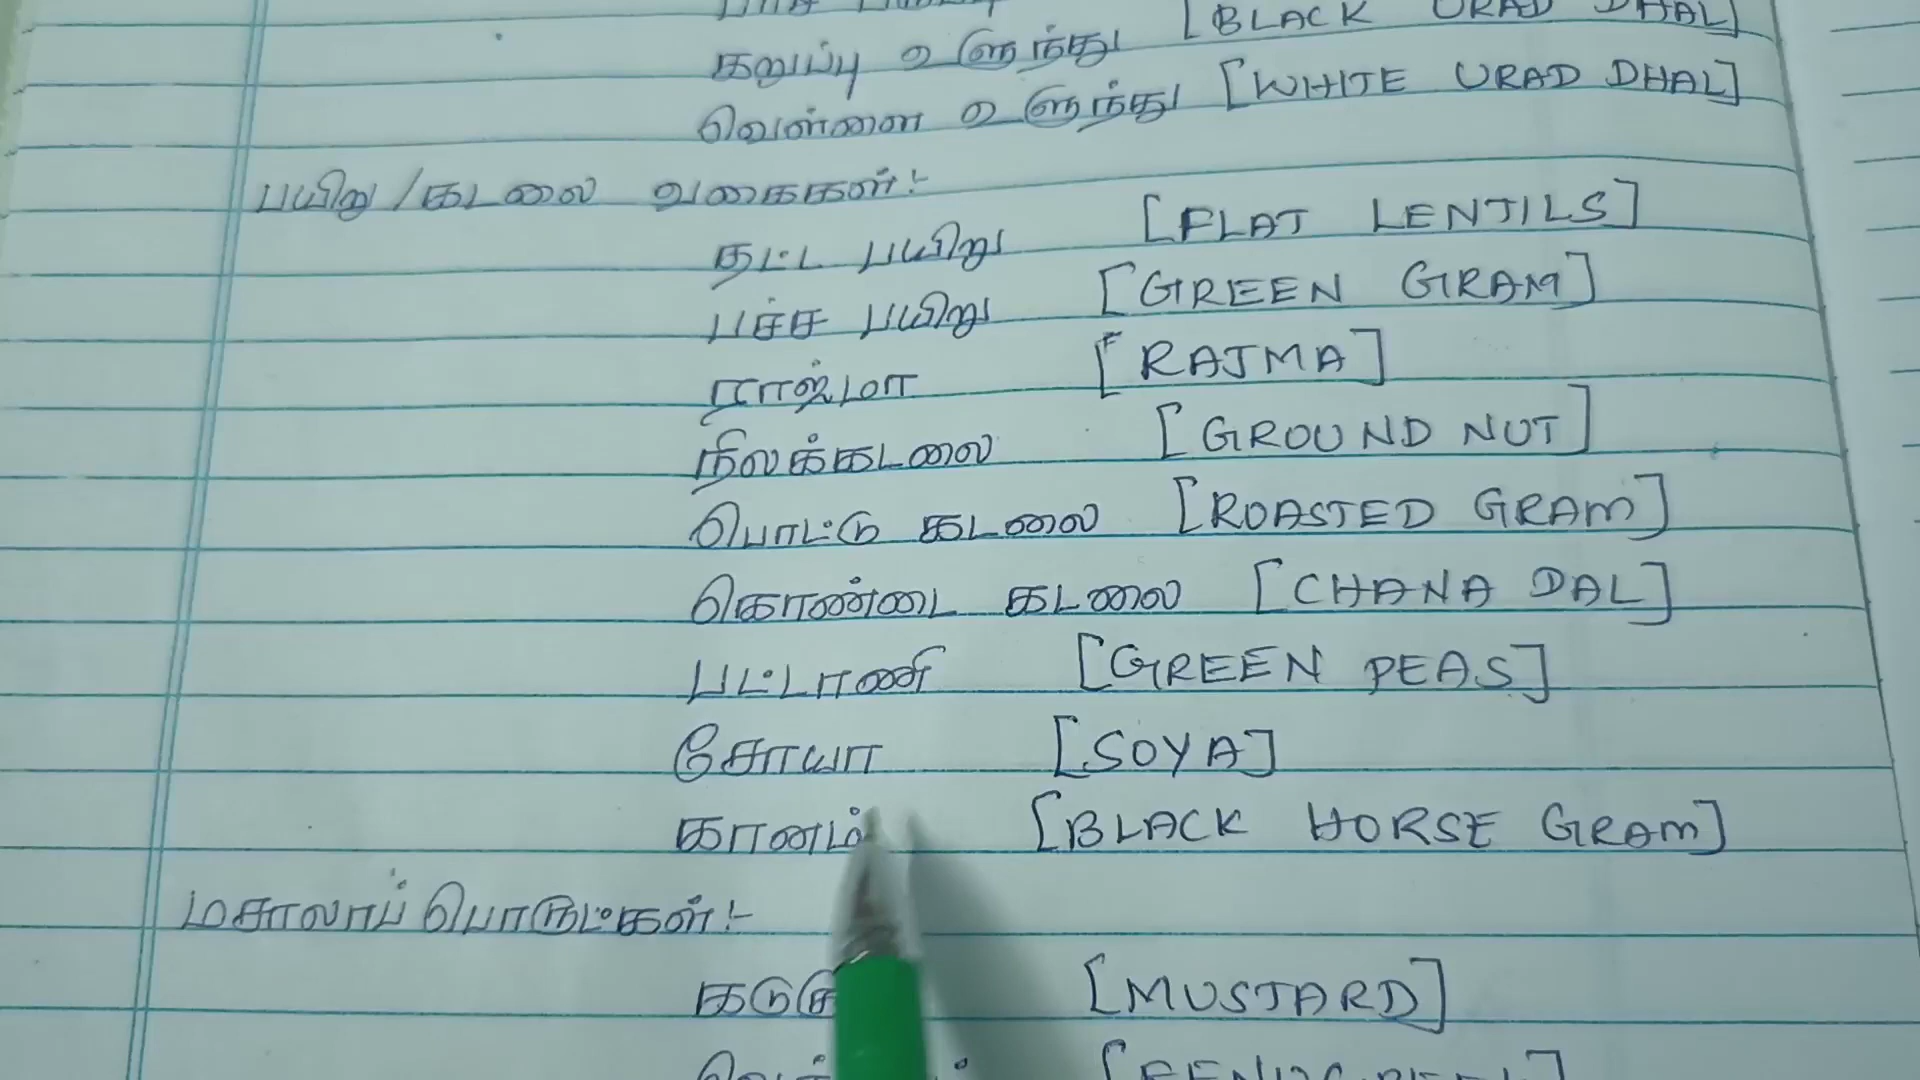 கறுப்பு உளுந்து [BLACK URAD DHAL]
வெள்ளை உளுந்து [WHITE URAD DHAL]
பயிறு/கடலை வகைகள்:-
தட்ட பயிறு [FLAT LENTILS]
பச்ச பயிறு [GREEN GRAM]
ராஜ்மா [RAJMA]
நிலக்கடலை [GROUND NUT]
பொட்டு கடலை [ROASTED GRAM]
கொண்டை கடலை [CHANA DAL]
பட்டாணி [GREEN PEAS]
சோயா [SOYA]
கானம் [BLACK HORSE GRAM]
மசாலாப் பொருட்கள்:-
[MUSTARD]